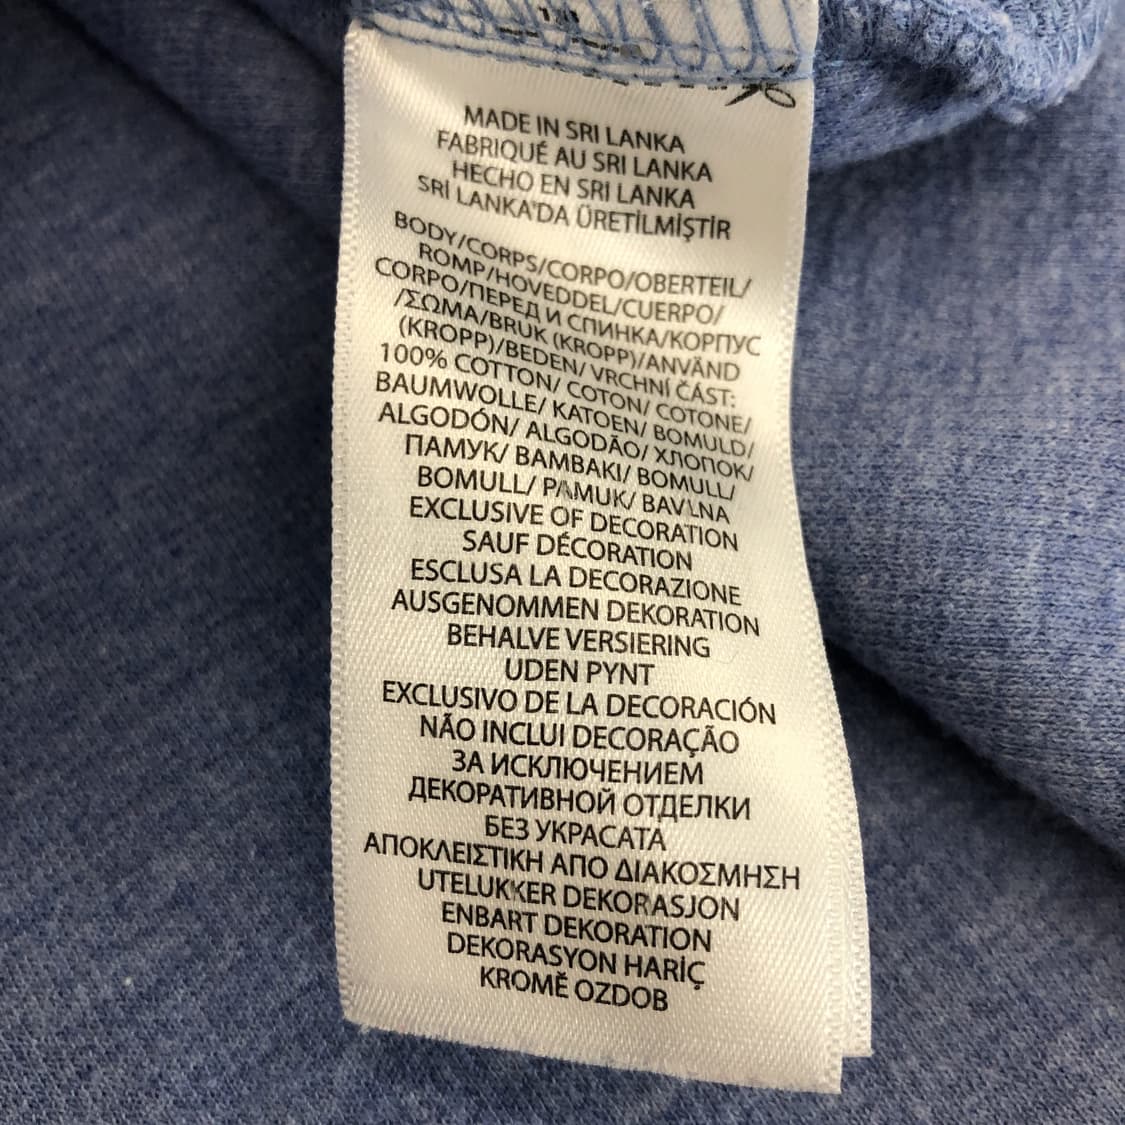 MADE IN SRI LANKA
FABRIQUÉ AU SRI LANKA
HECHO EN SRI LANKA
SRİ LANKA'DA ÜRETİLMİŞTİR
BODY/CORPS/CORPO/OBERTEIL/
ROMP/HOVEDDEL/CUERPO/
CORPO/ПЕРЕД И СПИНКА/КОРПУС
/ΣΩΜΑ/BRUK (KROPP)/ANVÄND
(KROPP)/BEDEN/ VRCHNÍ ČÁST:
100% COTTON/ COTON/ COTONE/
BAUMWOLLE/ KATOEN/ BOMULD/
ALGODÓN/ ALGODÃO/ ХЛОПОК/
ПАМУК/ BAMBAKI/ BOMULL/
BOMULL/ PAMUK/ BAVLNA
EXCLUSIVE OF DECORATION
SAUF DÉCORATION
ESCLUSA LA DECORAZIONE
AUSGENOMMEN DEKORATION
BEHALVE VERSIERING
UDEN PYNT
EXCLUSIVO DE LA DECORACIÓN
NÃO INCLUI DECORAÇÃO
ЗА ИСКЛЮЧЕНИЕМ
ДЕКОРАТИВНОЙ ОТДЕЛКИ
БЕЗ УКРАСАТА
ΑΠΟΚΛΕΙΣΤΙΚΗ ΑΠΟ ΔΙΑΚΟΣΜΗΣΗ
UTELUKKER DEKORASJON
ENBART DEKORATION
DEKORASYON HARİÇ
KROMĚ OZDOB